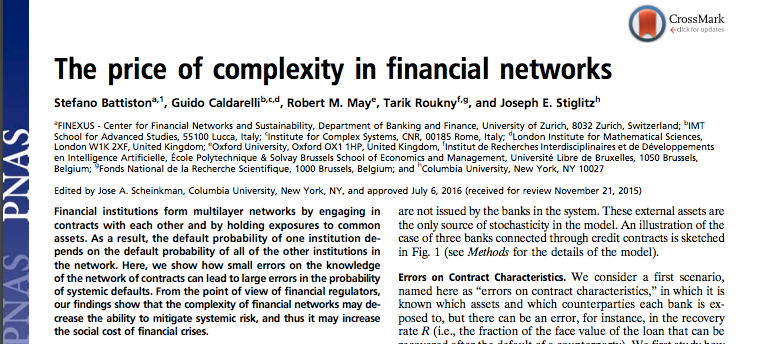 CrossMark
click for updates
The price of complexity in financial networks
Stefano Battiston^a,1, Guido Caldarelli^b,c,d, Robert M. May^e, Tarik Roukny^f,g, and Joseph E. Stiglitz^h
^aFINEXUS - Center for Financial Networks and Sustainability, Department of Banking and Finance, University of Zurich, 8032 Zurich, Switzerland; ^bIMT
School for Advanced Studies, 55100 Lucca, Italy; ^cInstitute for Complex Systems, CNR, 00185 Rome, Italy; ^dLondon Institute for Mathematical Sciences,
London W1K 2XF, United Kingdom; ^eOxford University, Oxford OX1 1HP, United Kingdom, ^fInstitut de Recherches Interdisciplinaires et de Développements
en Intelligence Artificielle, École Polytechnique & Solvay Brussels School of Economics and Management, Université Libre de Bruxelles, 1050 Brussels,
Belgium; ^gFonds National de la Recherche Scientifique, 1000 Brussels, Belgium; and ^hColumbia University, New York, NY 10027
Edited by Jose A. Scheinkman, Columbia University, New York, NY, and approved July 6, 2016 (received for review November 21, 2015)
Financial institutions form multilayer networks by engaging in
contracts with each other and by holding exposures to common
assets. As a result, the default probability of one institution de-
pends on the default probability of all of the other institutions in
the network. Here, we show how small errors on the knowledge
of the network of contracts can lead to large errors in the probability
of systemic defaults. From the point of view of financial regulators,
our findings show that the complexity of financial networks may de-
crease the ability to mitigate systemic risk, and thus it may increase
the social cost of financial crises.
are not issued by the banks in the system. These external assets are
the only source of stochasticity in the model. An illustration of the
case of three banks connected through credit contracts is sketched
in Fig. 1 (see Methods for the details of the model).
Errors on Contract Characteristics. We consider a first scenario,
named here as “errors on contract characteristics,” in which it is
known which assets and which counterparties each bank is ex-
posed to, but there can be an error, for instance, in the recovery
rate R (i.e., the fraction of the face value of the loan that can be
PNAS
PNAS